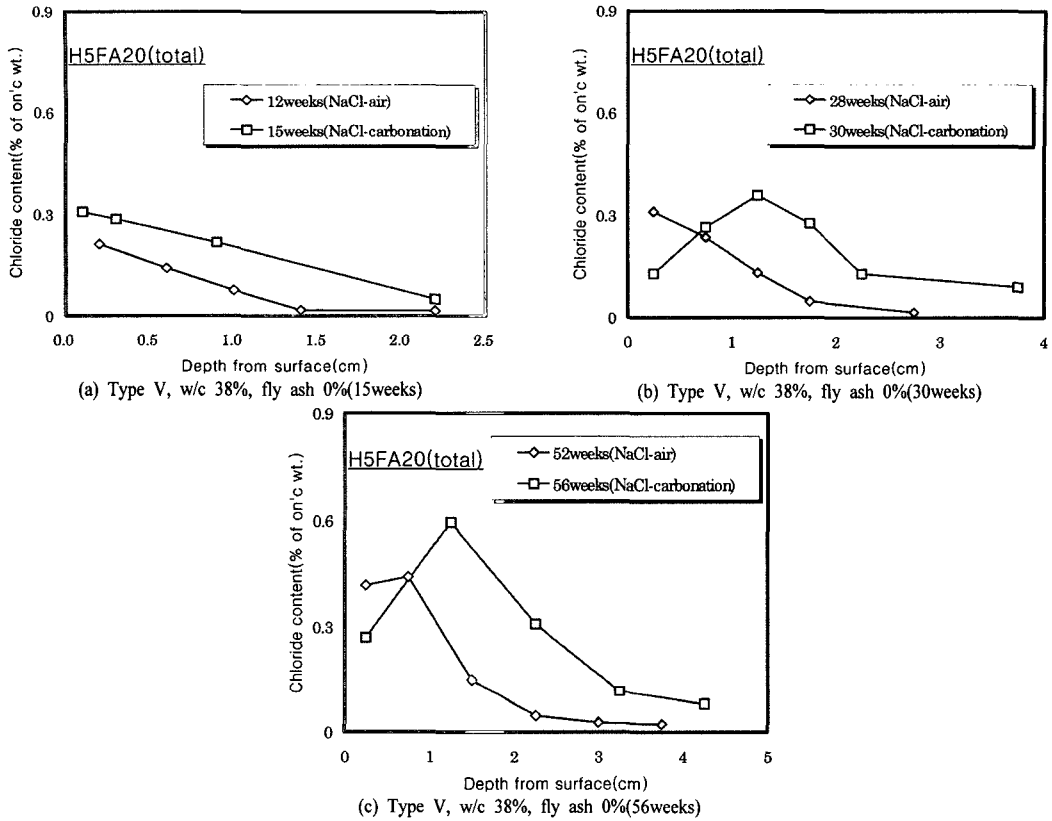 0.9
0.6
0.3
0
Chloride content(% of on'c wt.)
H5FA20(total)
12weeks(NaCl-air)
15weeks(NaCl-carbonation)
0.0 0.5 1.0 1.5 2.0 2.5
Depth from surface(cm)
(a) Type V, w/c 38%, fly ash 0%(15weeks)
0.9
0.6
0.3
0
Chloride content(% of on'c wt.)
H5FA20(total)
28weeks(NaCl-air)
30weeks(NaCl-carbonation)
0 1 2 3 4
Depth from surface(cm)
(b) Type V, w/c 38%, fly ash 0%(30weeks)
0.9
0.6
0.3
0
Chloride content(% of on'c wt.)
H5FA20(total)
52weeks(NaCl-air)
56weeks(NaCl-carbonation)
0 1 2 3 4 5
Depth from surface(cm)
(c) Type V, w/c 38%, fly ash 0%(56weeks)